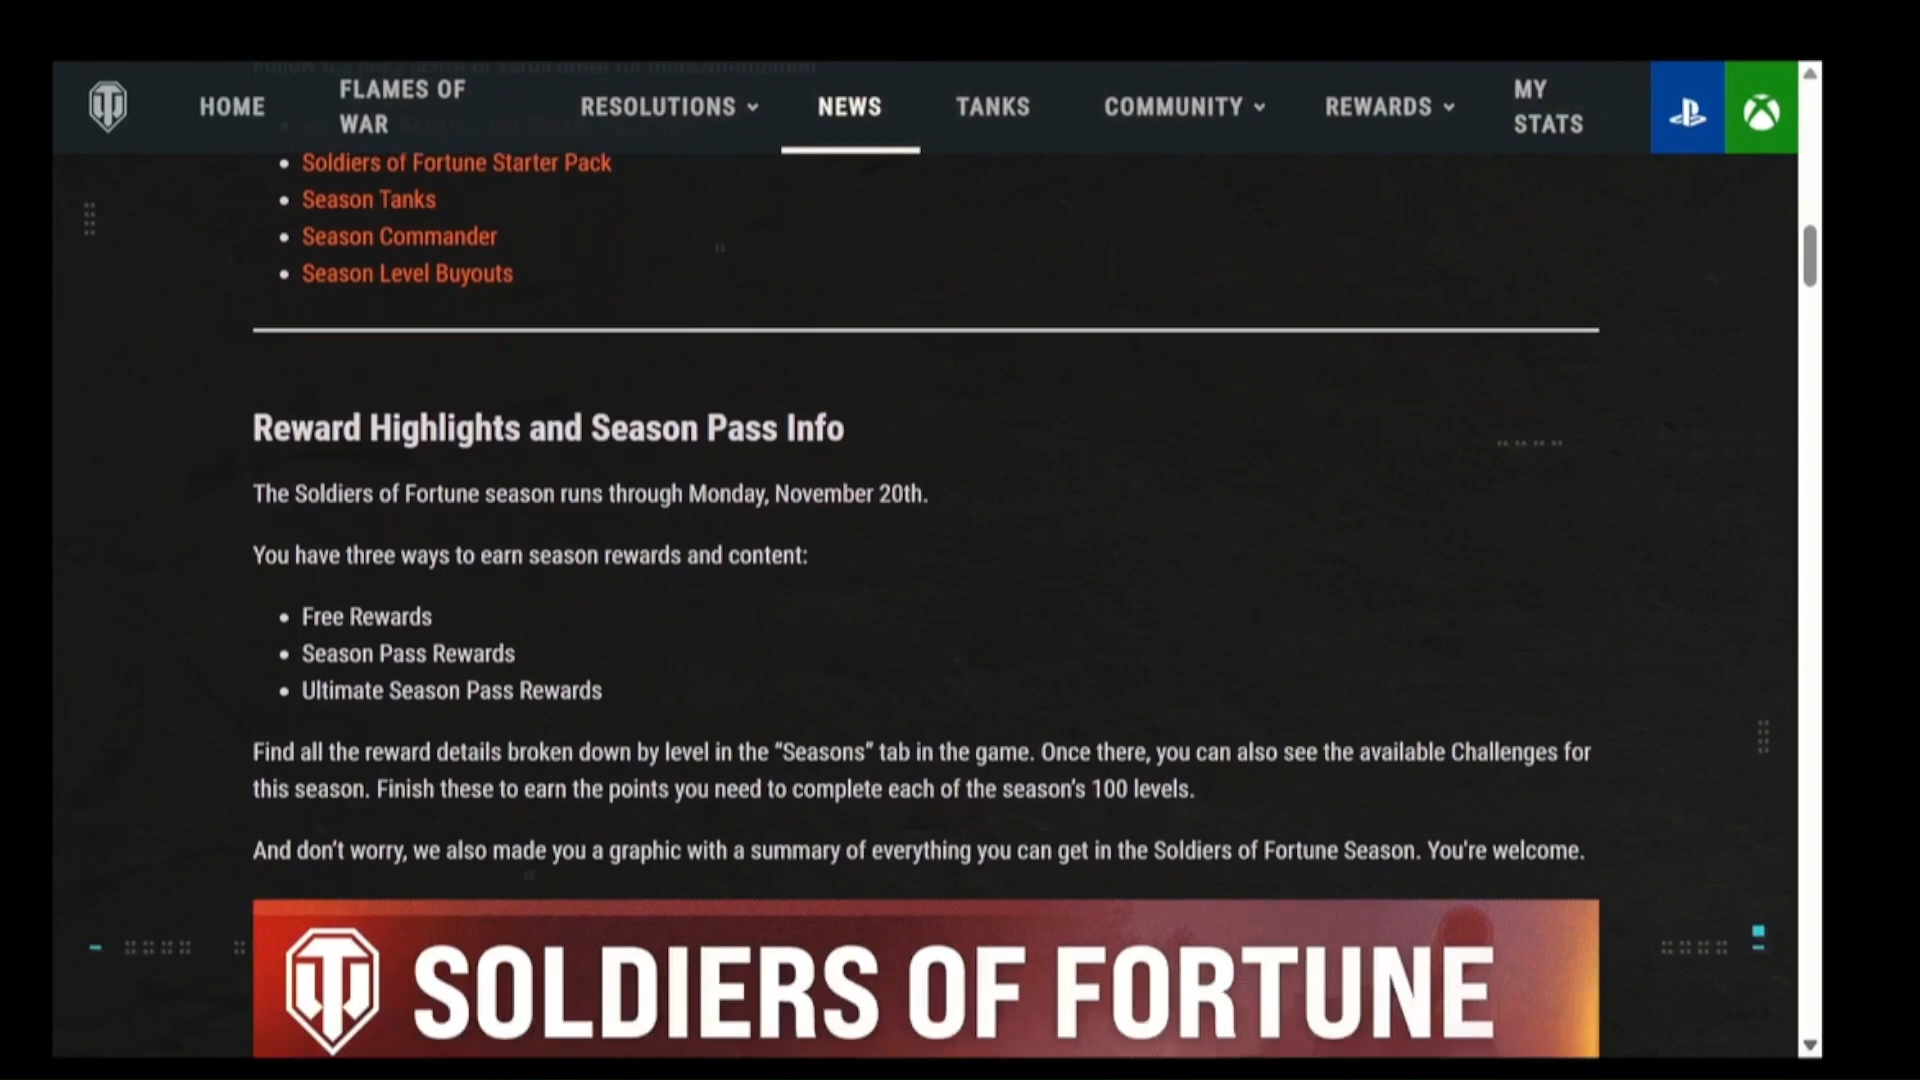 HOME
FLAMES OF
WAR
RESOLUTIONS
NEWS
TANKS
COMMUNITY
REWARDS
MY
STATS
Soldiers of Fortune Starter Pack
Season Tanks
Season Commander
Season Level Buyouts
Reward Highlights and Season Pass Info
The Soldiers of Fortune season runs through Monday, November 20th.
You have three ways to earn season rewards and content:
Free Rewards
Season Pass Rewards
Ultimate Season Pass Rewards
Find all the reward details broken down by level in the “Seasons” tab in the game. Once there, you can also see the available Challenges for
this season. Finish these to earn the points you need to complete each of the season's 100 levels.
And don't worry, we also made you a graphic with a summary of everything you can get in the Soldiers of Fortune Season. You're welcome.
SOLDIERS OF FORTUNE